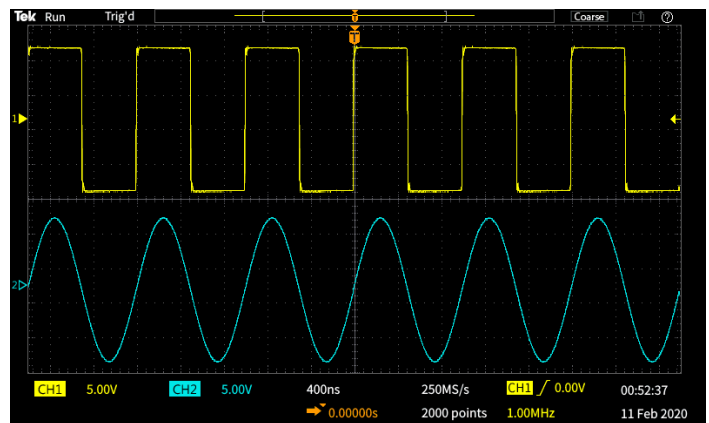 Tek Run Trig'd Coarse ?
T
T
1
2
CH1 5.00V CH2 5.00V 400ns 250MS/s CH1 0.00V 00:52:37
0.00000s 2000 points 1.00MHz 11 Feb 2020